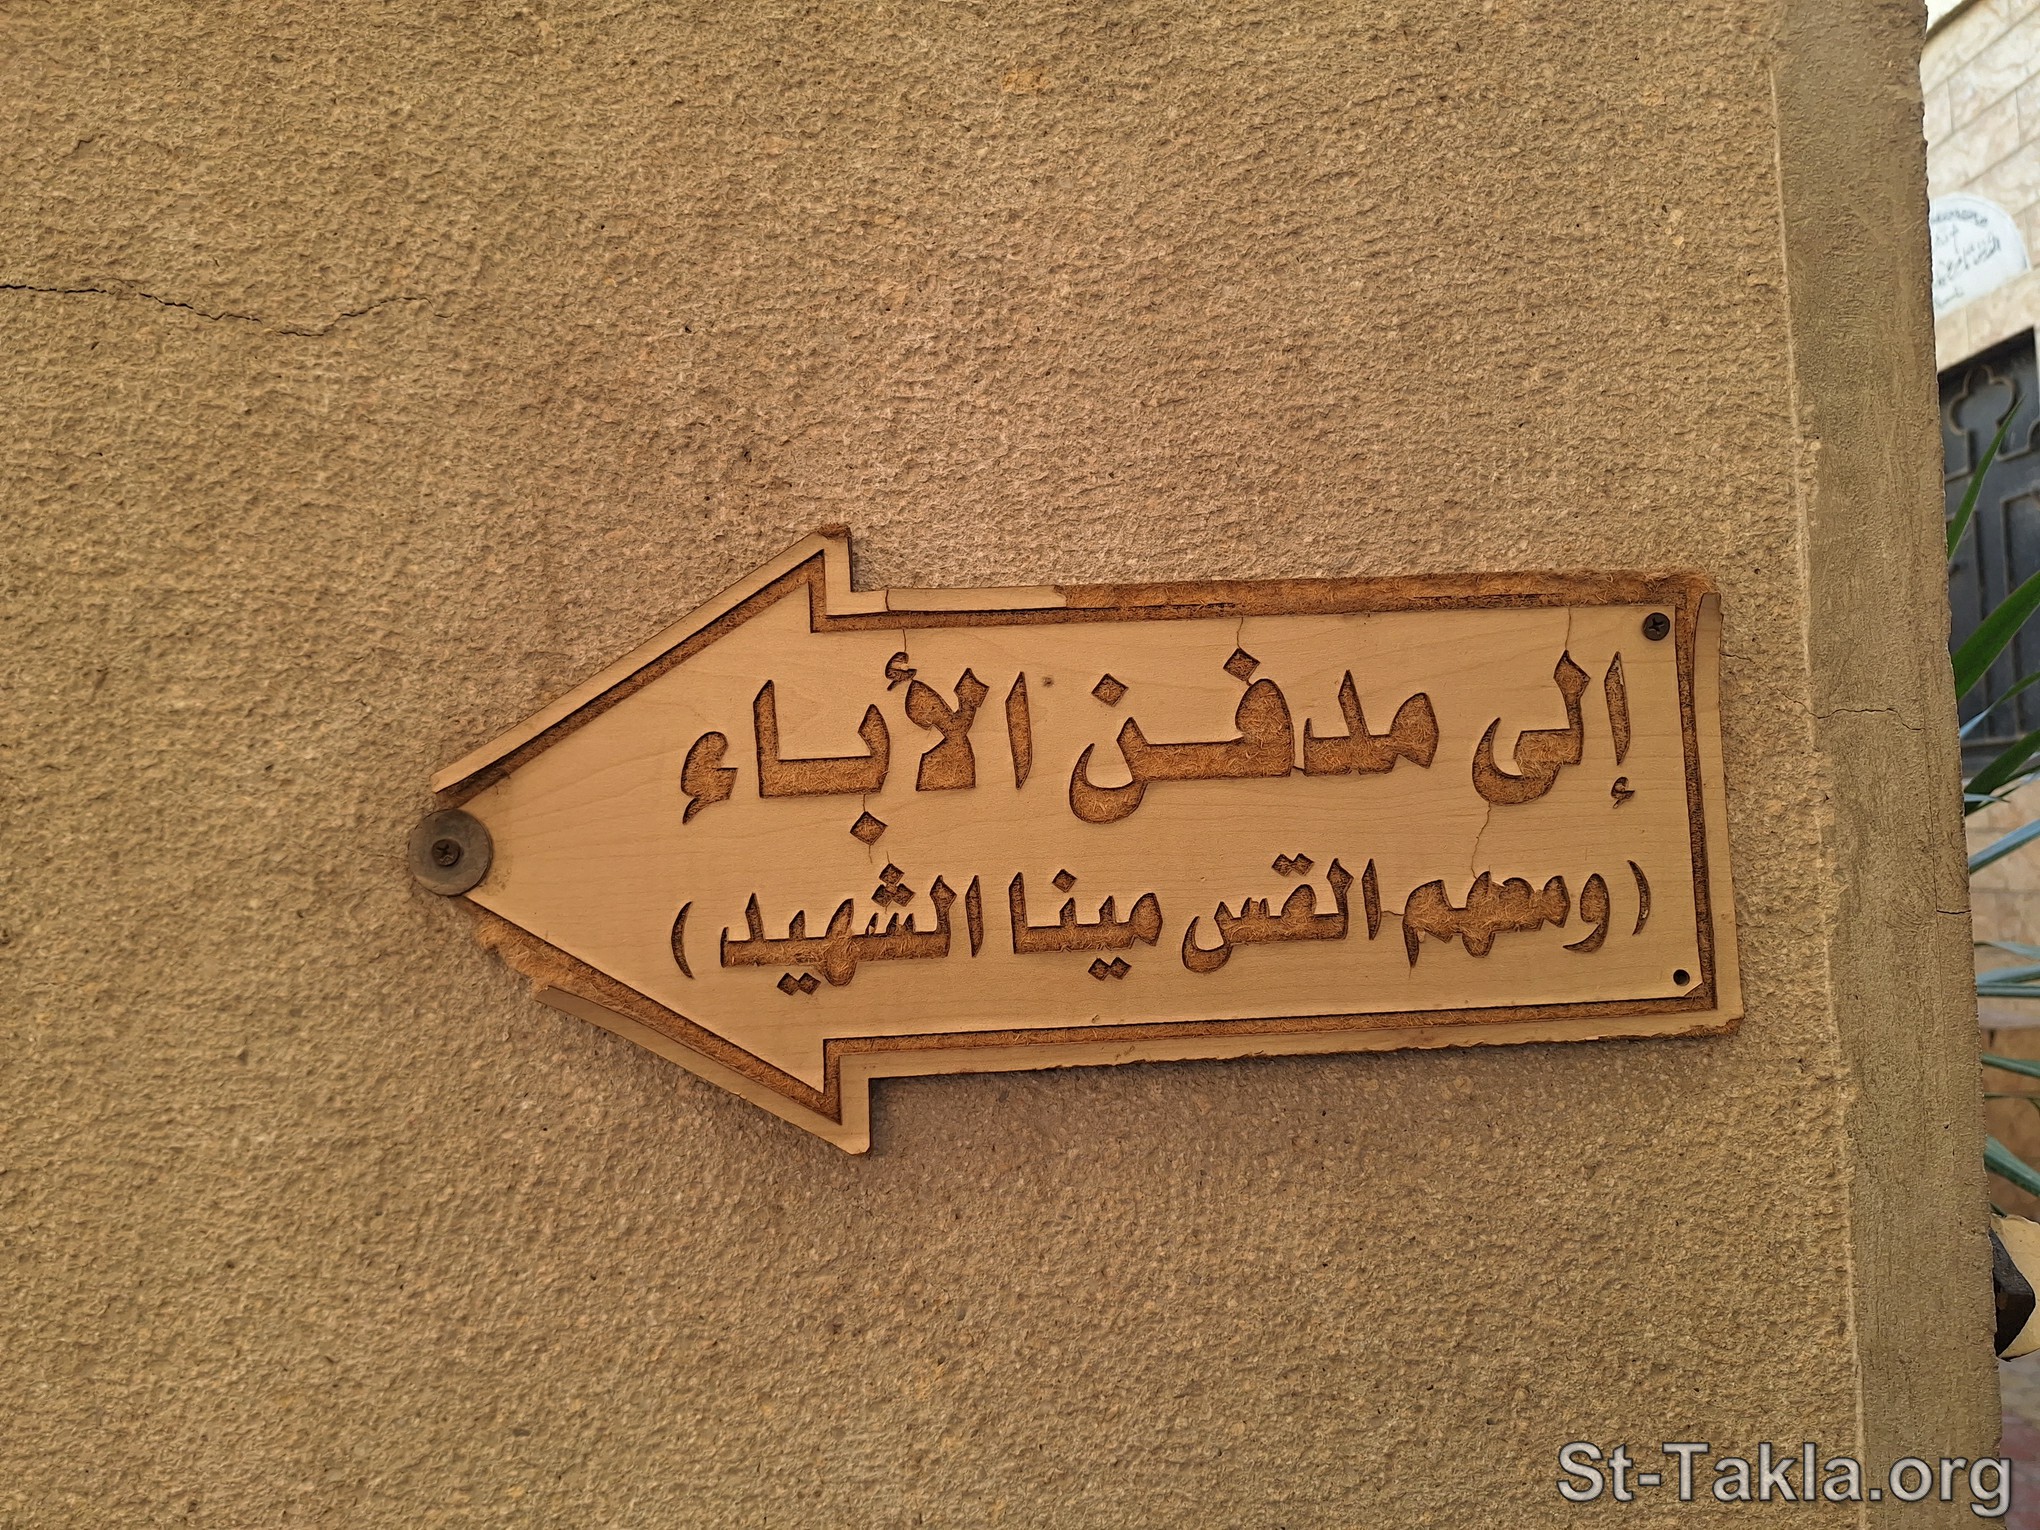 إلى مدفن الأباء
(ومعهم القس مينا الشهيد)
St-Takla.org